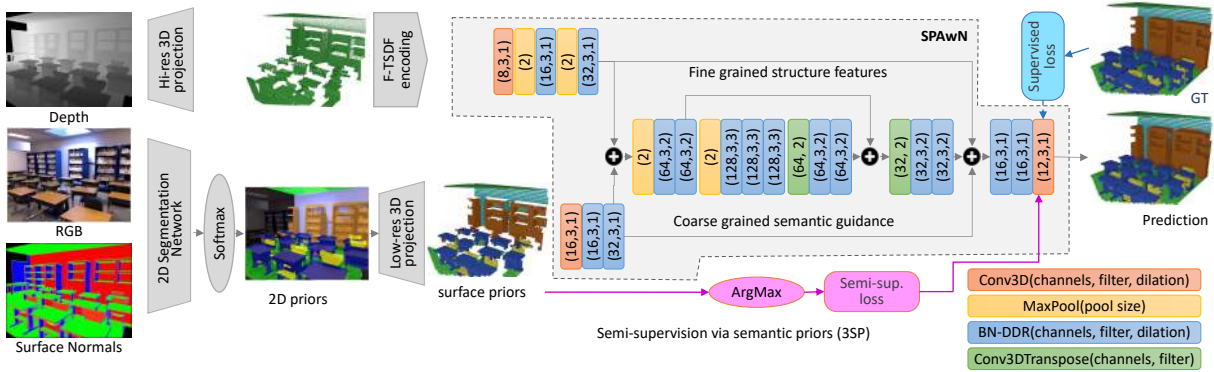 Depth
RGB
Surface Normals
Hi-res 3D
projection
F-TSDF
encoding
2D Segmentation
Network
Softmax
2D priors
Low-res 3D
projection
surface priors
SPAwN
(8,3,1)
(2)
(16,3,1)
(2)
(32,3,1)
Fine grained structure features
(2)
(64,3,2)
(64,3,2)
(2)
(128,3,3)
(128,3,3)
(128,3,3)
(64, 2)
(64,3,2)
(64,3,2)
(32, 2)
(32,3,2)
(32,3,2)
(16,3,1)
(16,3,1)
(12,3,1)
(16,3,1)
(16,3,1)
(32,3,1)
Coarse grained semantic guidance
Supervised
loss
GT
Prediction
ArgMax
Semi-sup.
loss
Semi-supervision via semantic priors (3SP)
Conv3D(channels, filter, dilation)
MaxPool(pool size)
BN-DDR(channels, filter, dilation)
Conv3DTranspose(channels, filter)